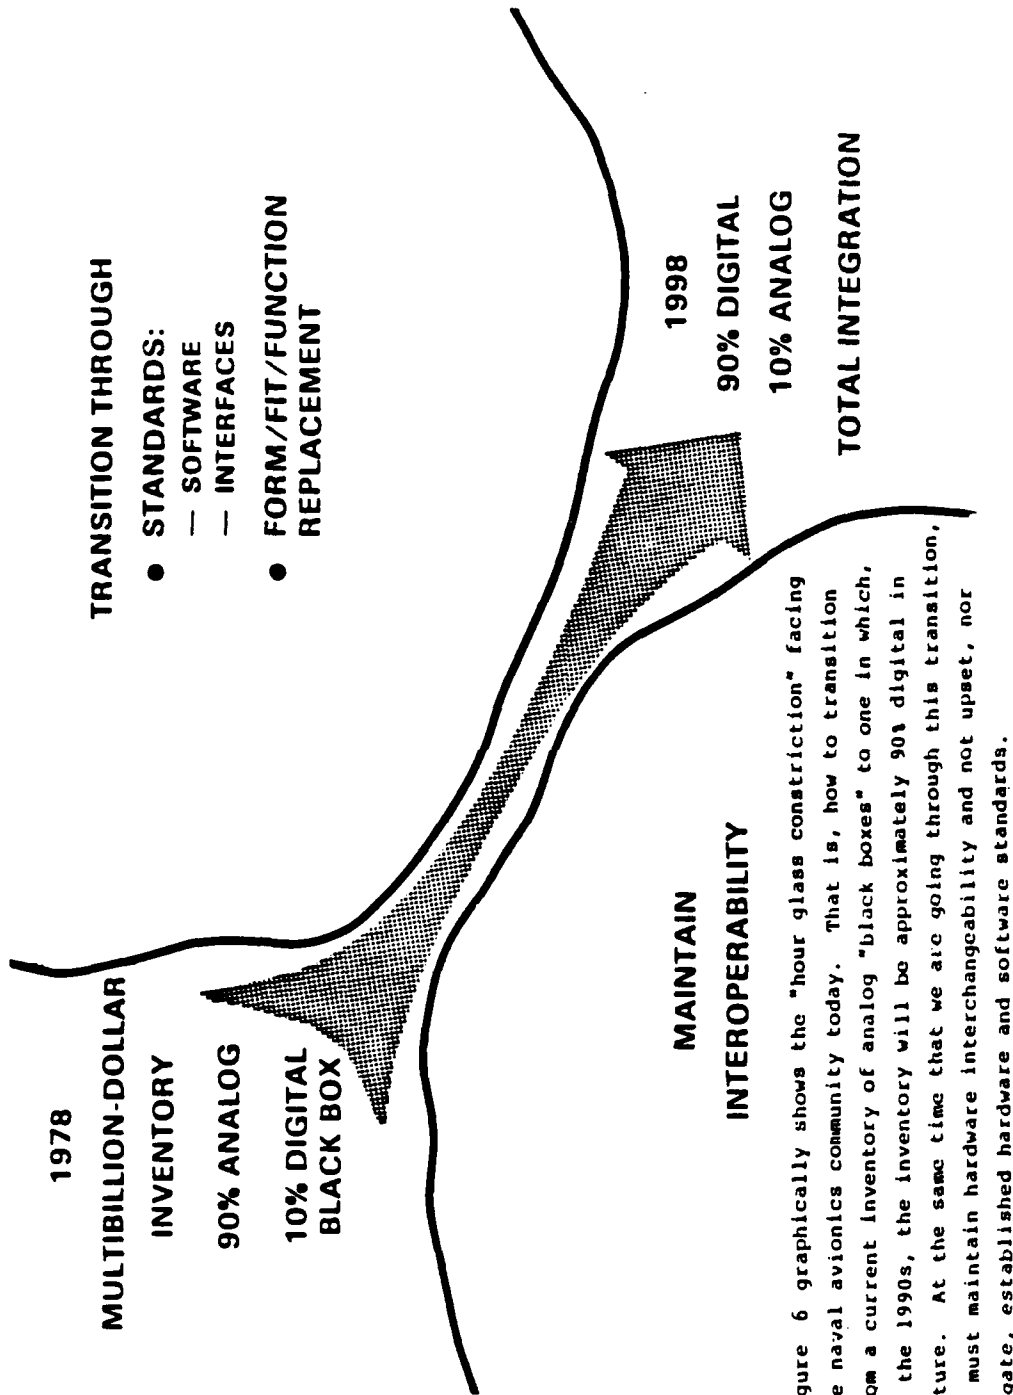 1978
MULTIBILLION-DOLLAR
INVENTORY
90% ANALOG
10% DIGITAL
BLACK BOX
TRANSITION THROUGH
● STANDARDS:
— SOFTWARE
— INTERFACES
● FORM/FIT/FUNCTION
REPLACEMENT
MAINTAIN
INTEROPERABILITY
1998
90% DIGITAL
10% ANALOG
TOTAL INTEGRATION
gure 6 graphically shows the "hour glass constriction" facing
e naval avionics community today. That is, how to transition
om a current inventory of analog "black boxes" to one in which,
the 1990s, the inventory will be approximately 90% digital in
ture. At the same time that we are going through this transition,
must maintain hardware interchangeability and not upset, nor
gate, established hardware and software standards.